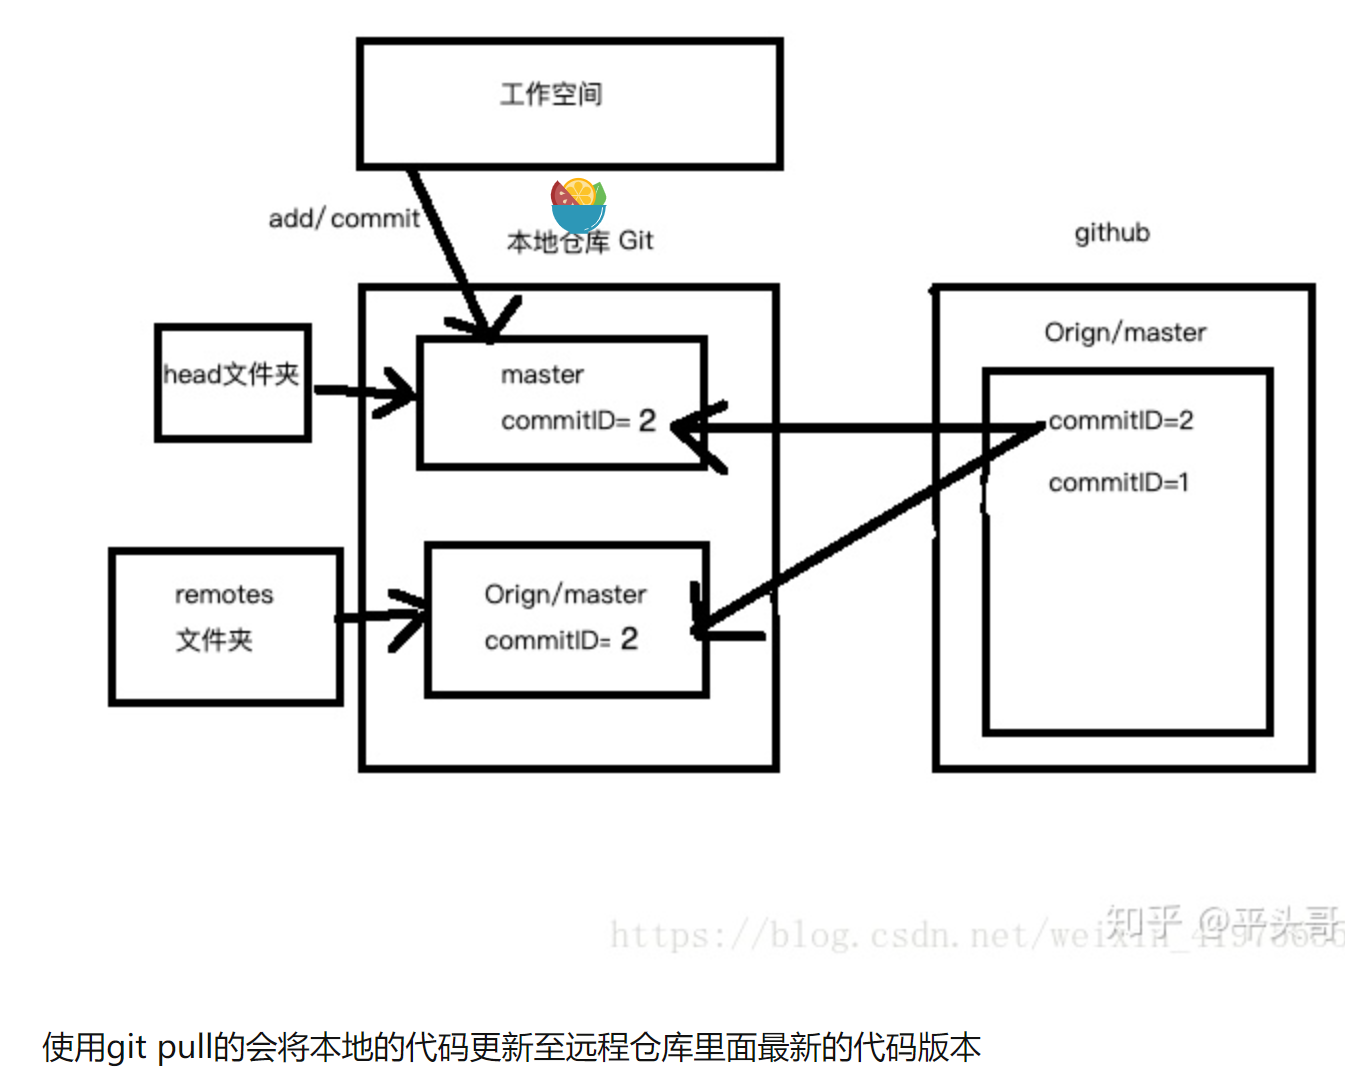 工作空间
add/ commit
本地仓库 Git
github
head文件夹
master
commitID= 2
Orign/master
commitID=2
commitID=1
remotes
文件夹
Orign/master
commitID= 2
知乎 @平头哥
https://blog.csdn.net/weixin_
使用git pull的会将本地的代码更新至远程仓库里面最新的代码版本